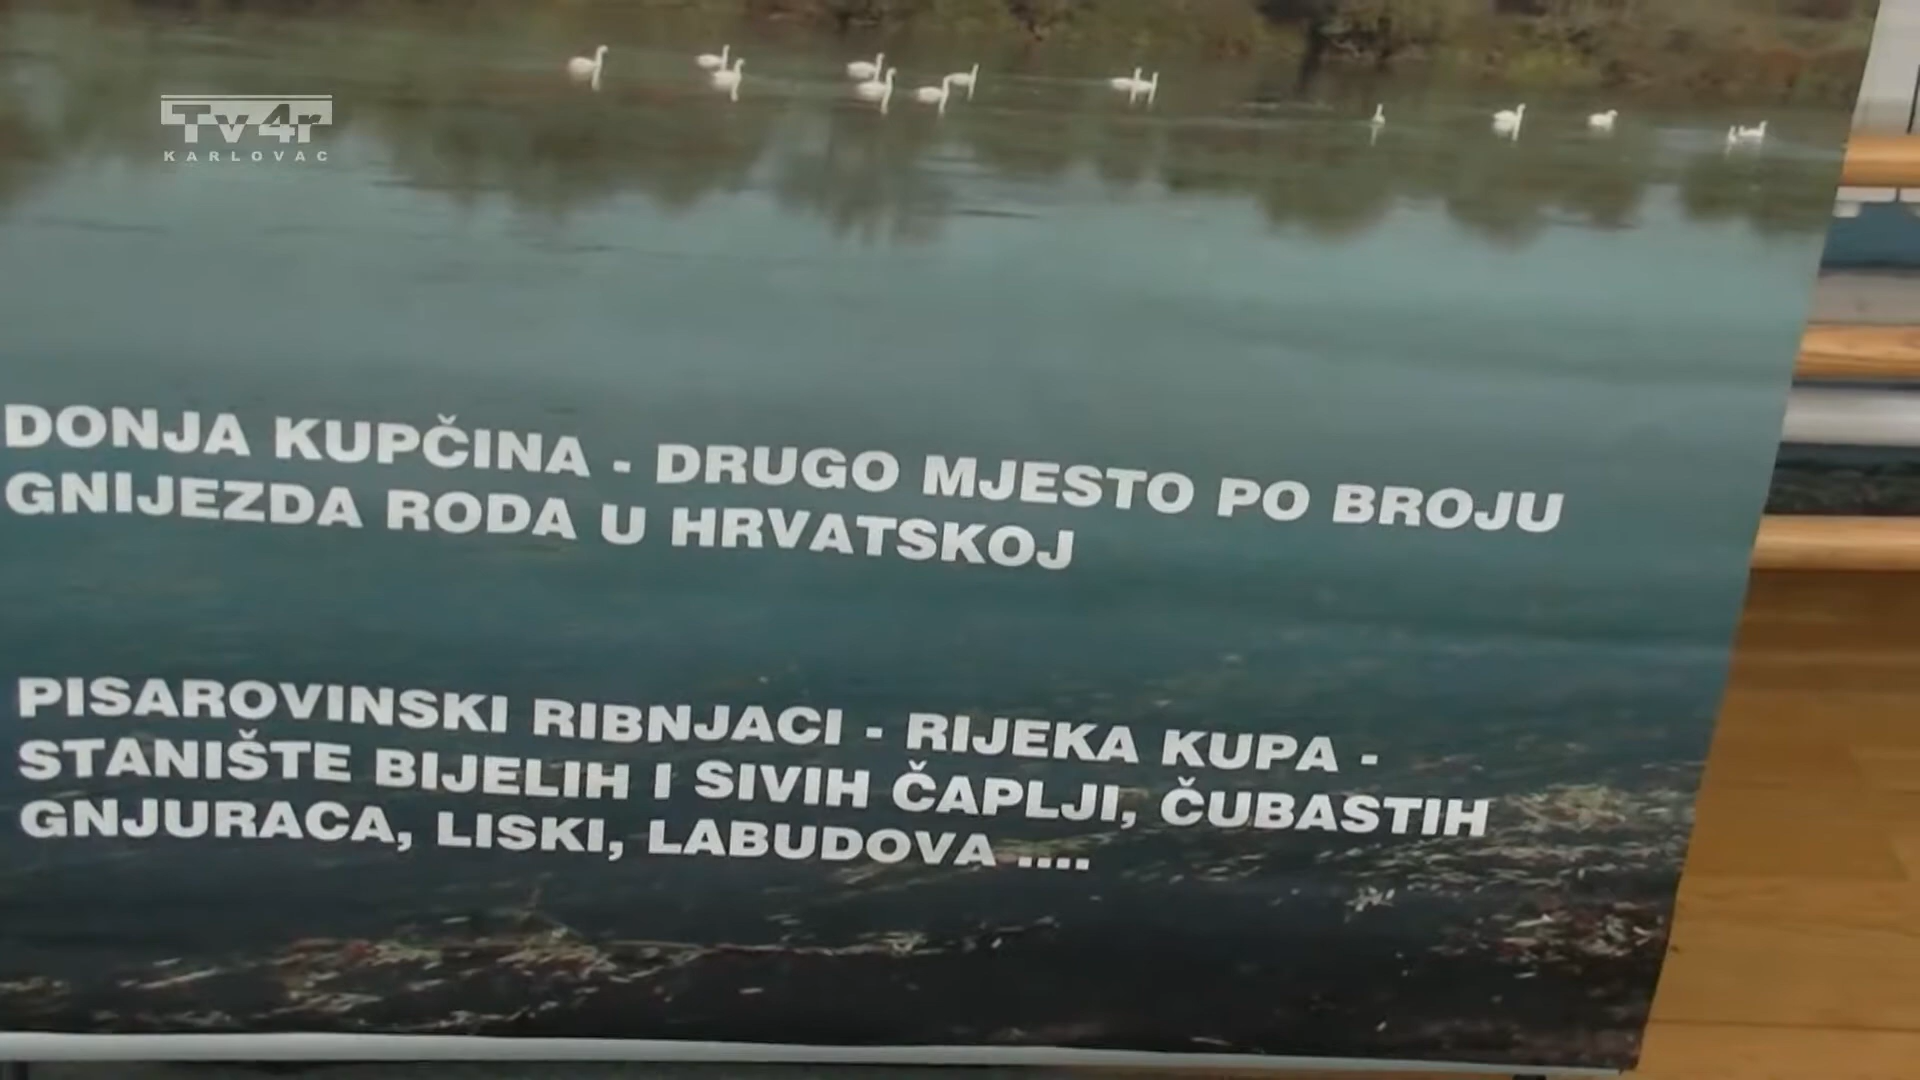 Tv4r
KARLOVAC
DONJA KUPČINA - DRUGO MJESTO PO BROJU
GNIJEZDA RODA U HRVATSKOJ
PISAROVINSKI RIBNJACI - RIJEKA KUPA -
STANIŠTE BIJELIH I SIVIH ČAPLJI, ČUBASTIH
GNJURACA, LISKI, LABUDOVA ....